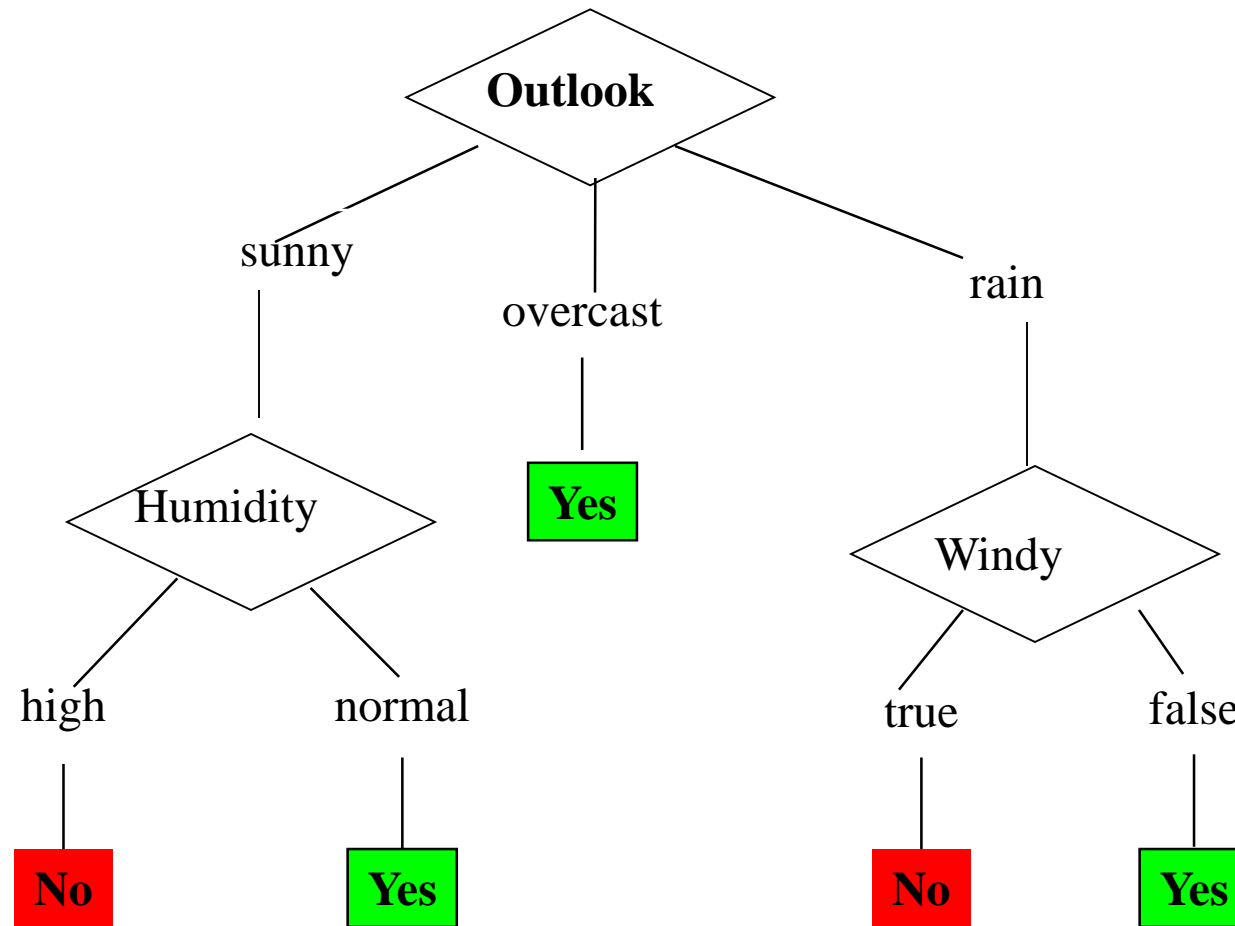 Outlook
sunny
overcast
rain
Humidity
Yes
Windy
high
normal
true
false
No
Yes
No
Yes